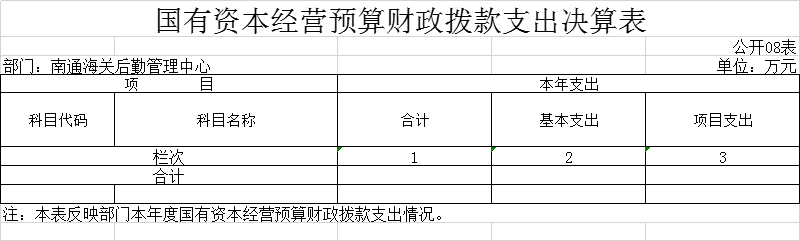 国有资本经营预算财政拨款支出决算表
公开08表
部门：南通海关后勤管理中心 单位：万元
项 目 本年支出
科目代码 科目名称 合计 基本支出 项目支出
栏次 1 2 3
合计
注：本表反映部门本年度国有资本经营预算财政拨款支出情况。